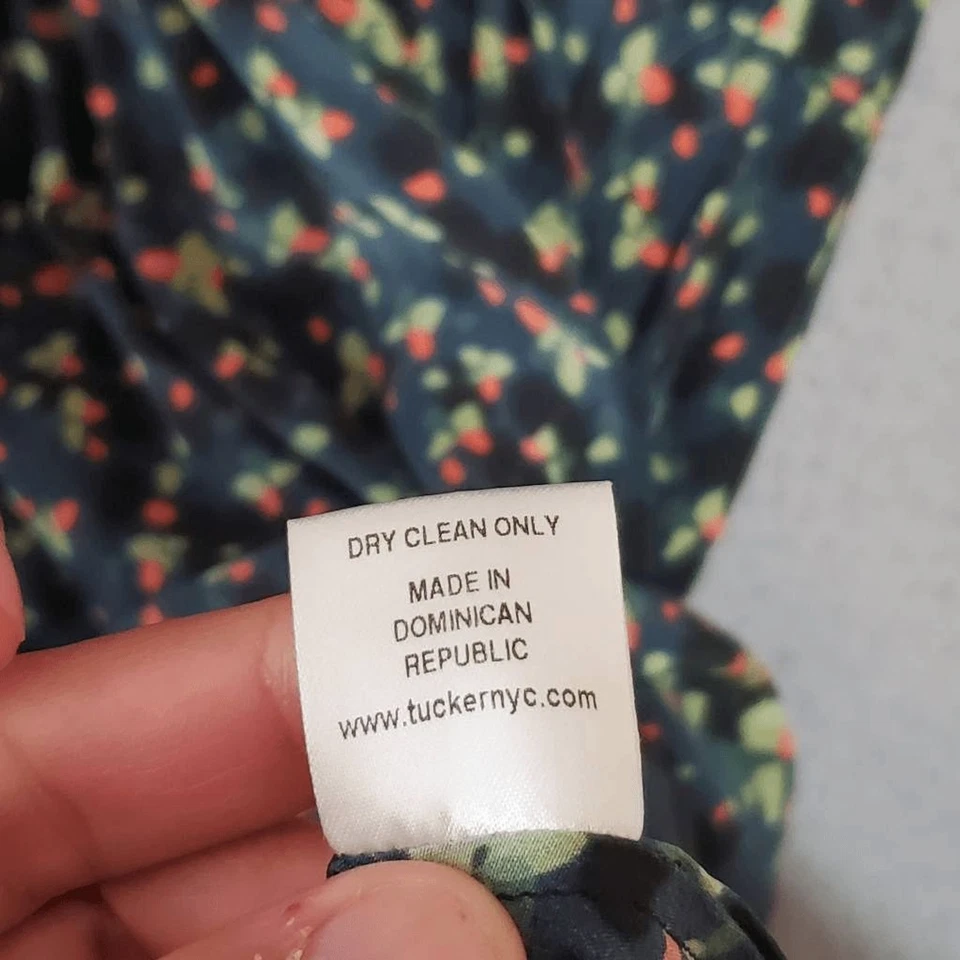 DRY CLEAN ONLY
MADE IN
DOMINICAN
REPUBLIC
www.tuckernyc.com